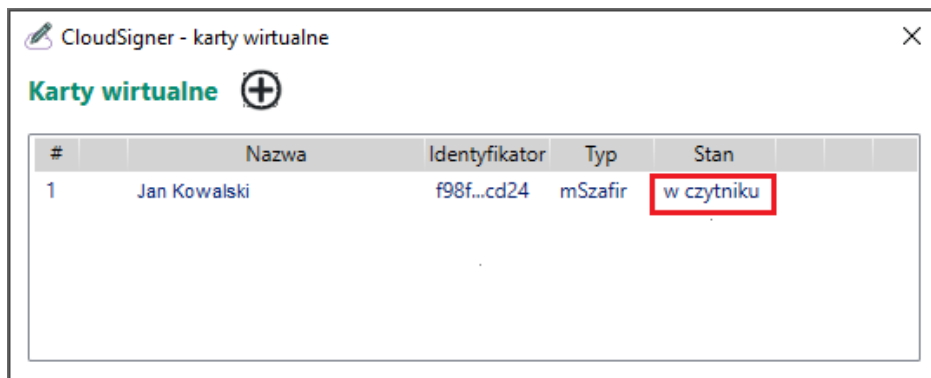 CloudSigner - karty wirtualne
Karty wirtualne
# Nazwa Identyfikator Typ Stan
1 Jan Kowalski f98f...cd24 mSzafir w czytniku